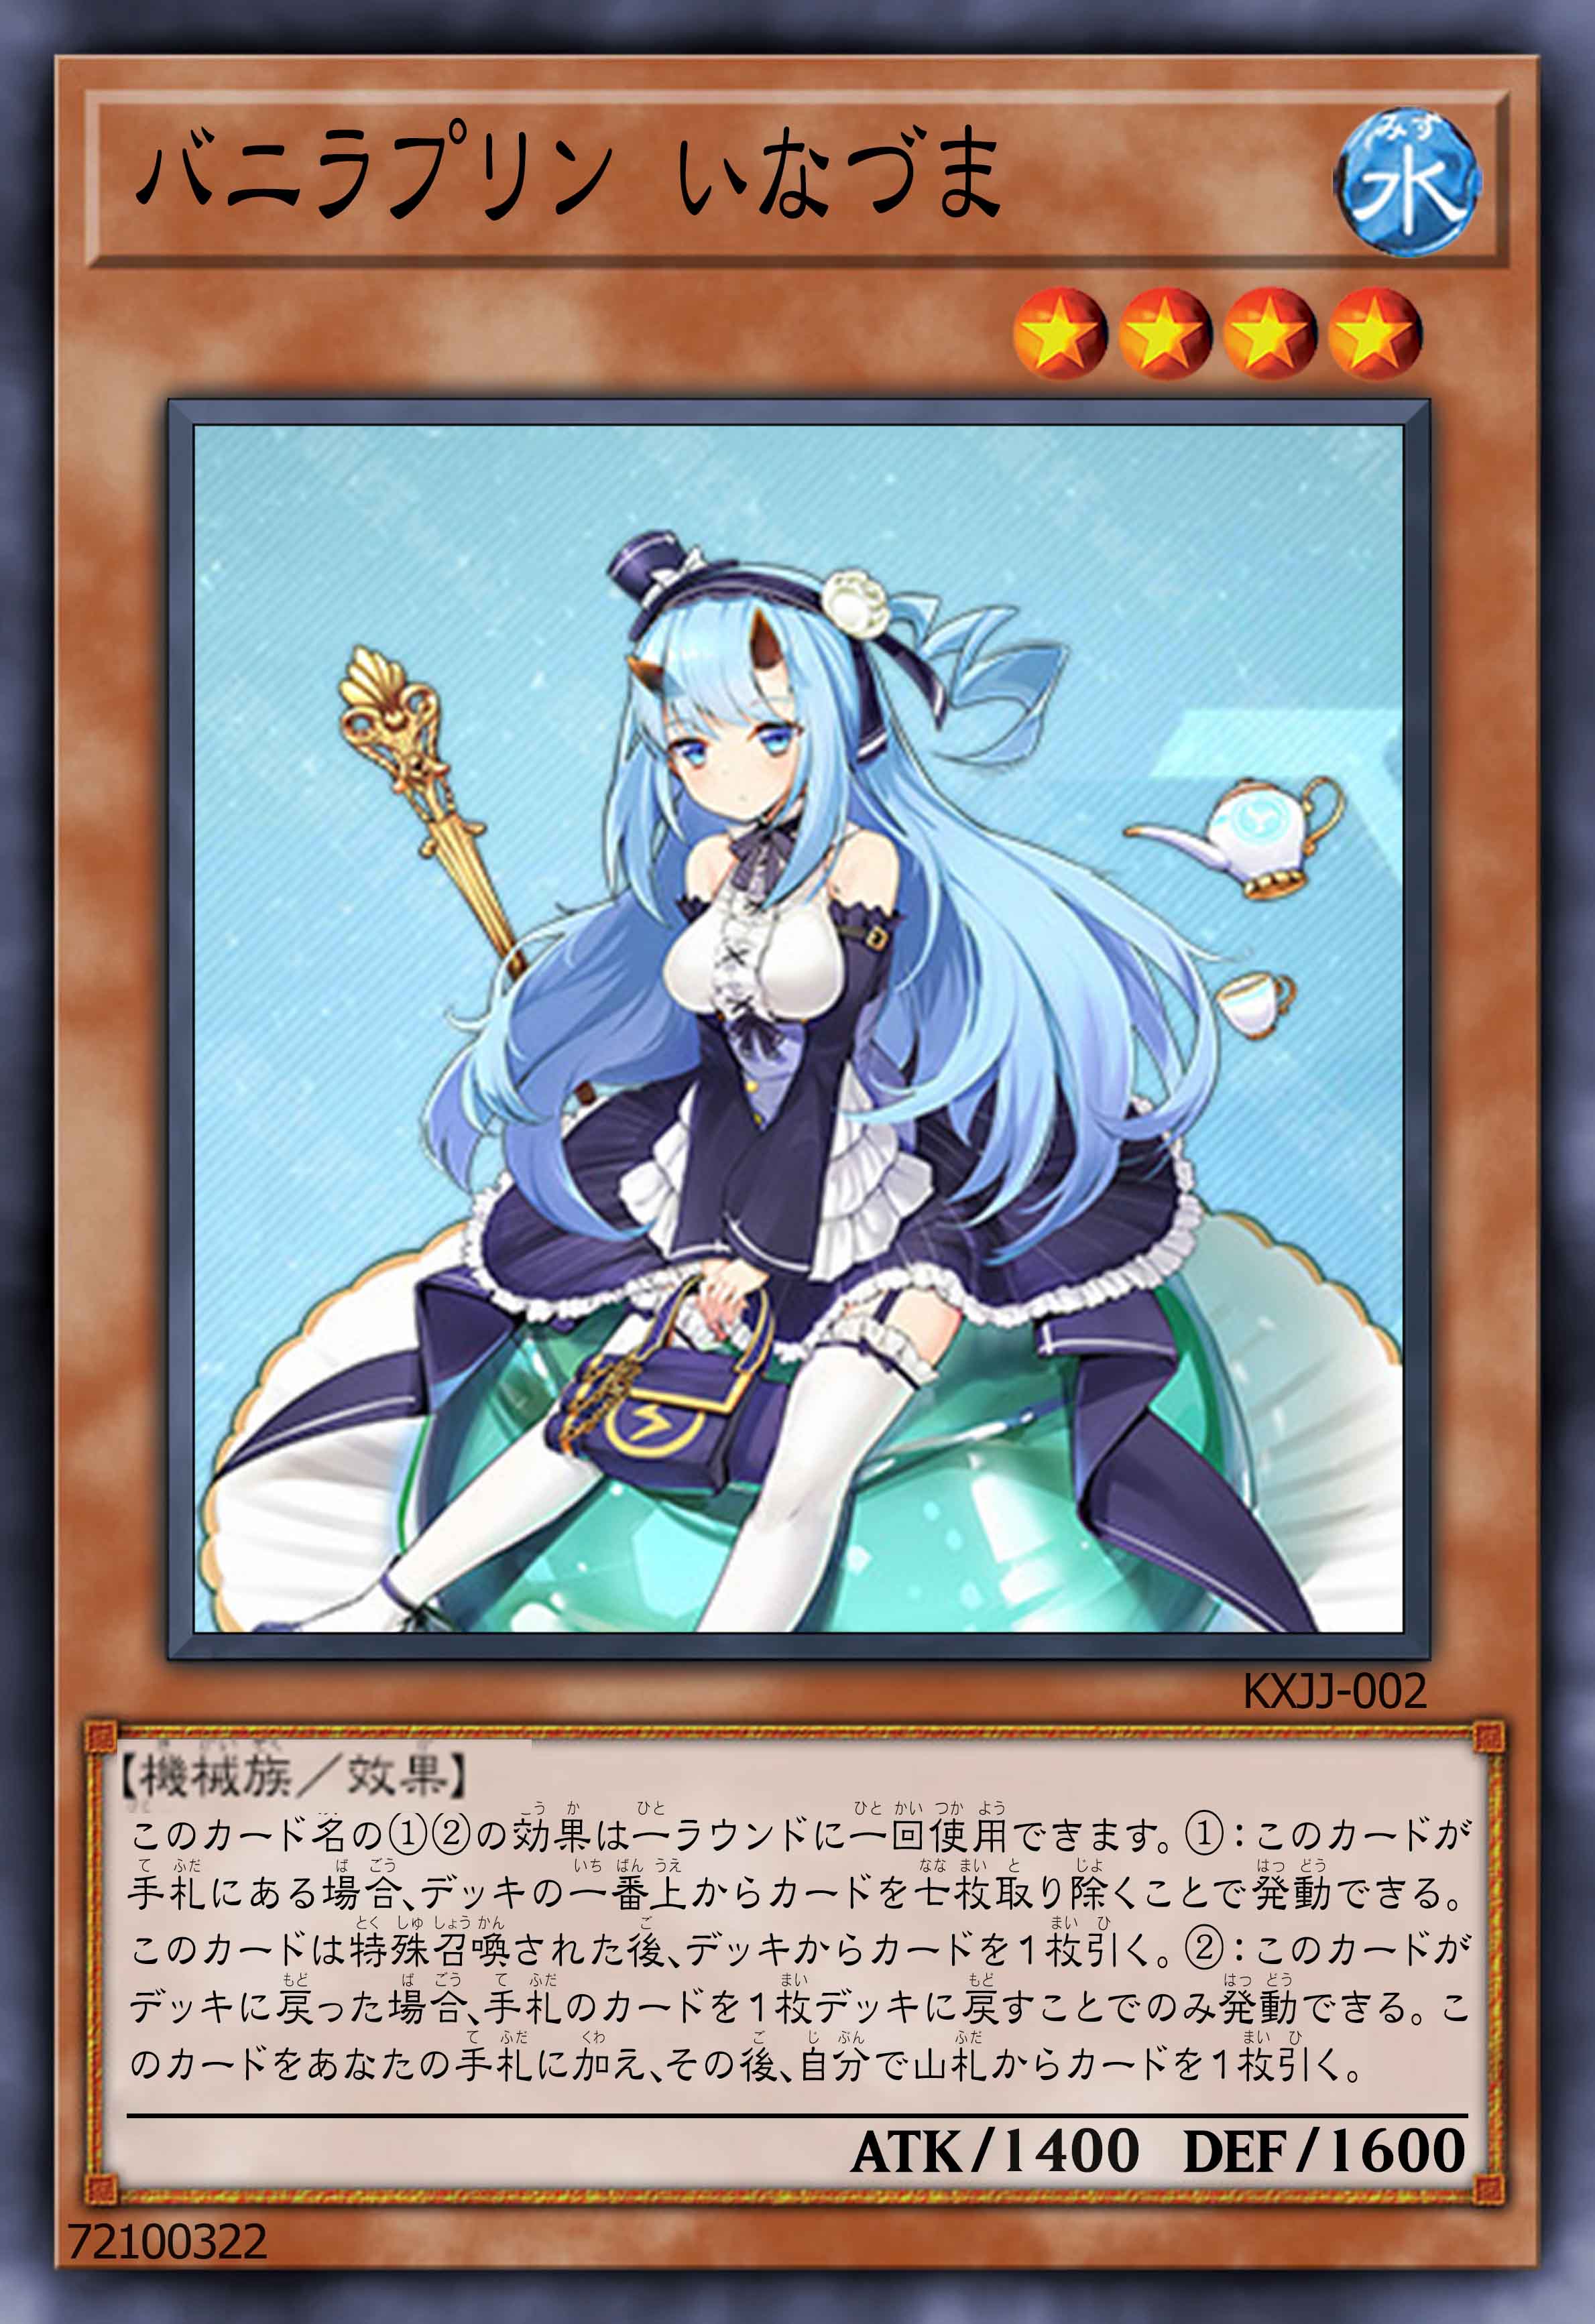 バニラプリン いなづま
みず
水
KXJJ-002
【機械族／効果】
このカード名の①②の効果は一ラウンドに一回使用できます。①：このカードが
手札にある場合、デッキの一番上からカードを七枚取り除くことで発動できる。
このカードは特殊召喚された後、デッキからカードを１枚引く。②：このカードが
デッキに戻った場合、手札のカードを１枚デッキに戻すことでのみ発動できる。こ
のカードをあなたの手札に加え、その後、自分で山札からカードを１枚引く。
ATK/1400 DEF/1600
72100322